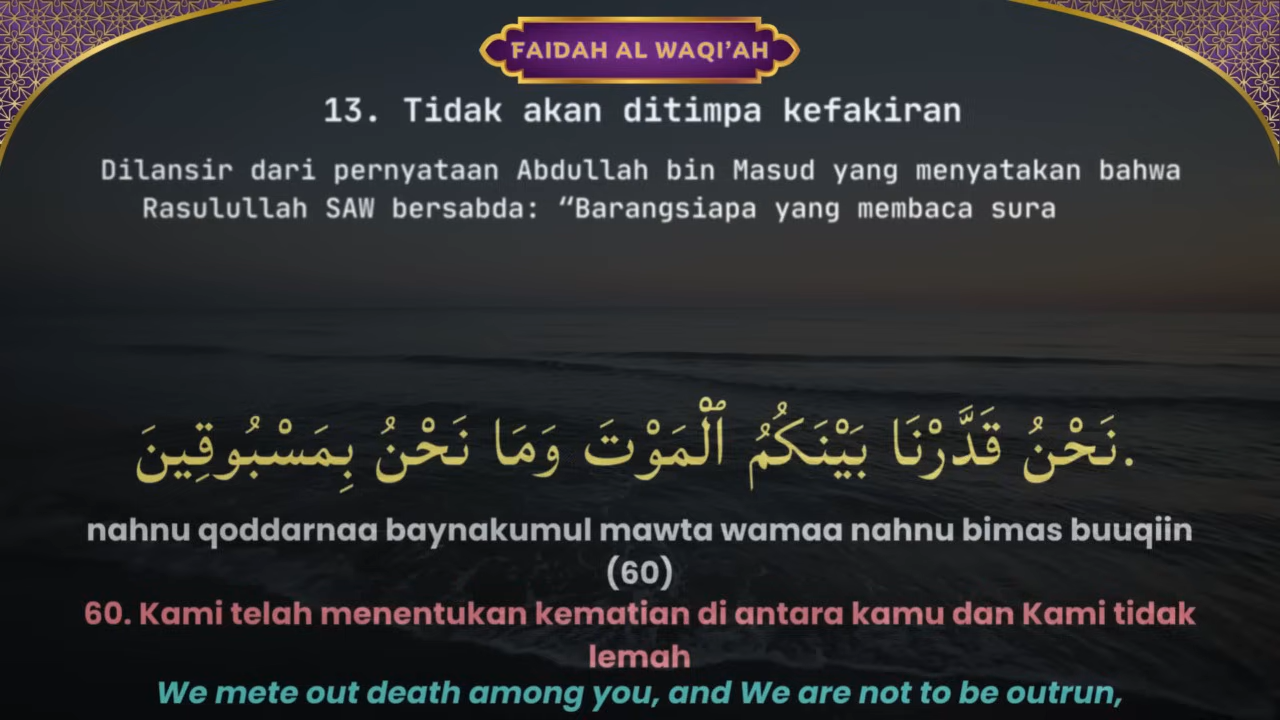 FAIDAH AL WAQI'AH
13. Tidak akan ditimpa kefakiran
Dilansir dari pernyataan Abdullah bin Masud yang menyatakan bahwa
Rasulullah SAW bersabda: “Barangsiapa yang membaca sura
نَحْنُ قَدَّرْنَا بَيْنَكُمُ ٱلْمَوْتَ وَمَا نَحْنُ بِمَسْبُوقِينَ.
nahnu qoddarnaa baynakumul mawta wamaa nahnu bimas buuqiin
(60)
60. Kami telah menentukan kematian di antara kamu dan Kami tidak
lemah
We mete out death among you, and We are not to be outrun,